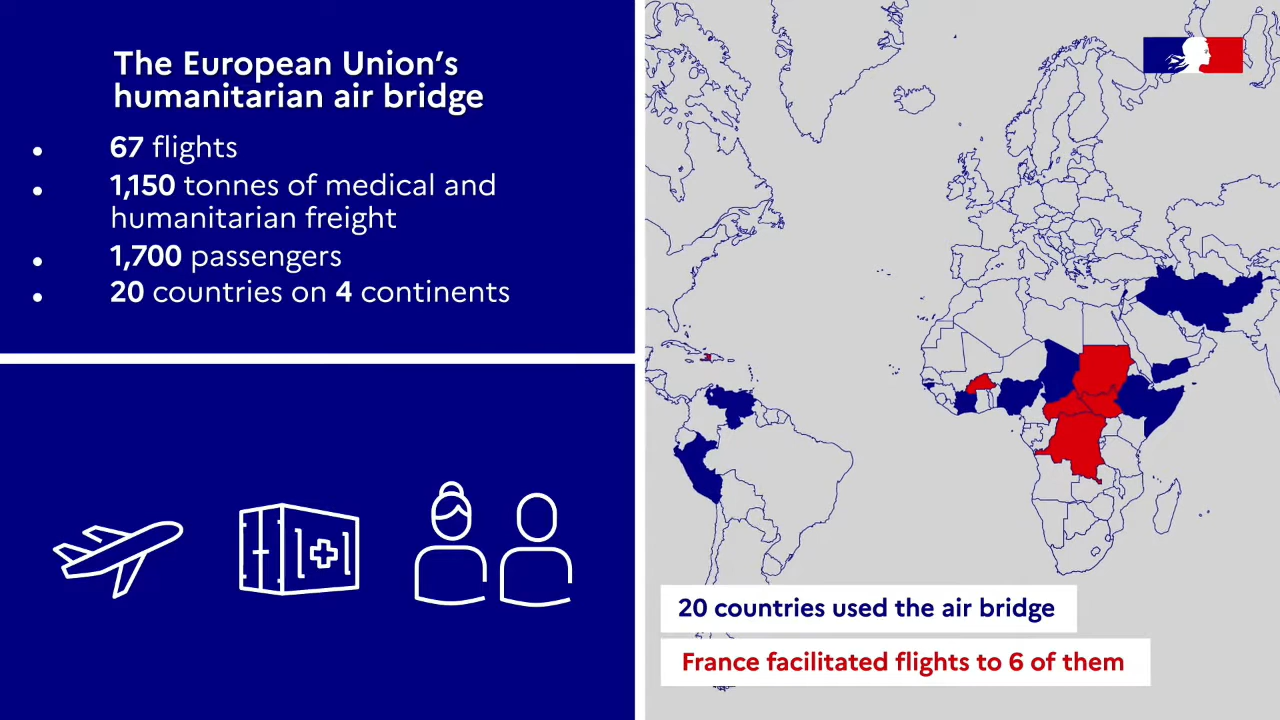 The European Union's
humanitarian air bridge
• 67 flights
• 1,150 tonnes of medical and
humanitarian freight
• 1,700 passengers
• 20 countries on 4 continents
20 countries used the air bridge
France facilitated flights to 6 of them